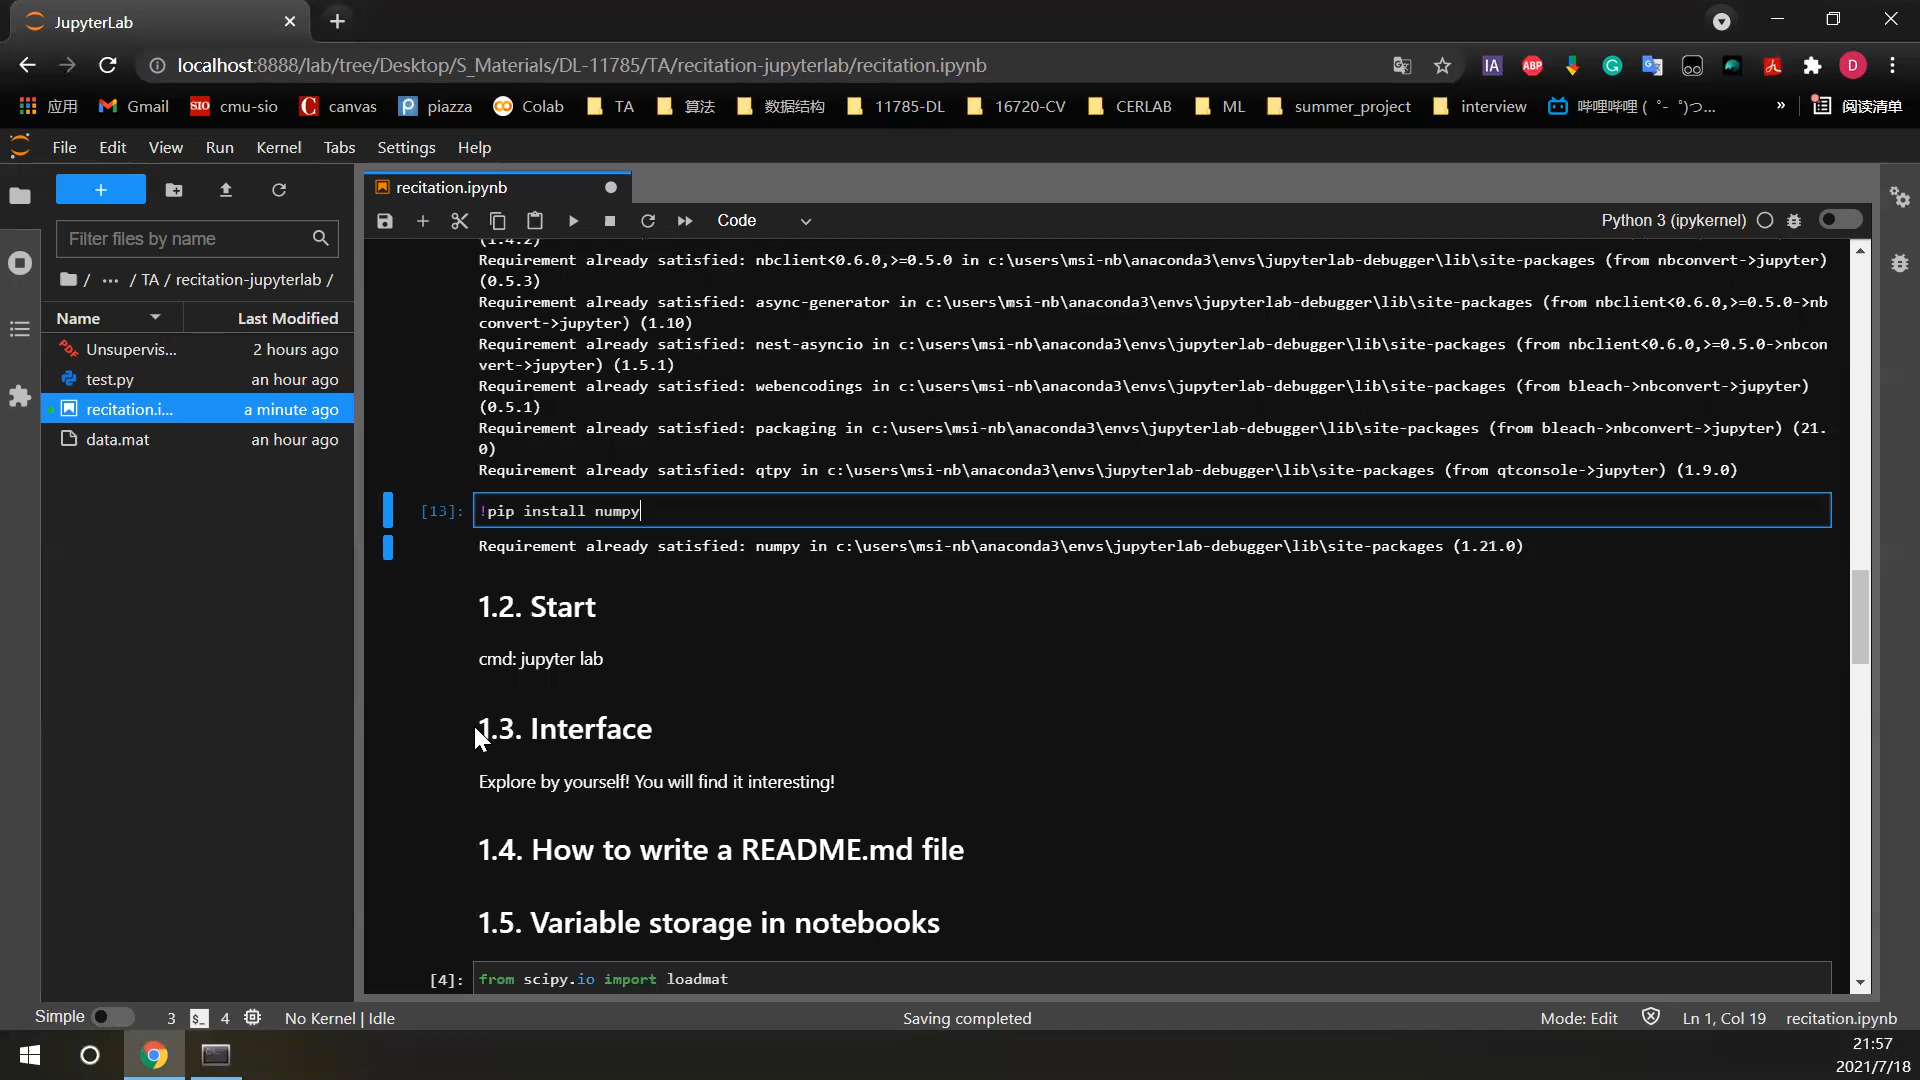 JupyterLab
localhost:8888/lab/tree/Desktop/S_Materials/DL-11785/TA/recitation-jupyterlab/recitation.ipynb
IA
ABP
D
应用
Gmail
SIO cmu-sio
canvas
piazza
Colab
TA
算法
数据结构
11785-DL
16720-CV
CERLAB
ML
summer_project
interview
哔哩哔哩 ( ゜- ゜)つ...
»
阅读清单
File Edit View Run Kernel Tabs Settings Help
recitation.ipynb
Filter files by name
Code
Python 3 (ipykernel)
/ ··· / TA / recitation-jupyterlab /
Name Last Modified
Unsupervis... 2 hours ago
test.py an hour ago
recitation.i... a minute ago
data.mat an hour ago
(1.4.2)
Requirement already satisfied: nbclient<0.6.0,>=0.5.0 in c:\users\msi-nb\anaconda3\envs\jupyterlab-debugger\lib\site-packages (from nbconvert->jupyter)
(0.5.3)
Requirement already satisfied: async-generator in c:\users\msi-nb\anaconda3\envs\jupyterlab-debugger\lib\site-packages (from nbclient<0.6.0,>=0.5.0->nb
convert->jupyter) (1.10)
Requirement already satisfied: nest-asyncio in c:\users\msi-nb\anaconda3\envs\jupyterlab-debugger\lib\site-packages (from nbclient<0.6.0,>=0.5.0->nbcon
vert->jupyter) (1.5.1)
Requirement already satisfied: webencodings in c:\users\msi-nb\anaconda3\envs\jupyterlab-debugger\lib\site-packages (from bleach->nbconvert->jupyter)
(0.5.1)
Requirement already satisfied: packaging in c:\users\msi-nb\anaconda3\envs\jupyterlab-debugger\lib\site-packages (from bleach->nbconvert->jupyter) (21.
0)
Requirement already satisfied: qtpy in c:\users\msi-nb\anaconda3\envs\jupyterlab-debugger\lib\site-packages (from qtconsole->jupyter) (1.9.0)
[13]: !pip install numpy
Requirement already satisfied: numpy in c:\users\msi-nb\anaconda3\envs\jupyterlab-debugger\lib\site-packages (1.21.0)
1.2. Start
cmd: jupyter lab
1.3. Interface
Explore by yourself! You will find it interesting!
1.4. How to write a README.md file
1.5. Variable storage in notebooks
[4]: from scipy.io import loadmat
Simple 3 $_ 4 No Kernel | Idle Saving completed Mode: Edit Ln 1, Col 19 recitation.ipynb
21:57
2021/7/18